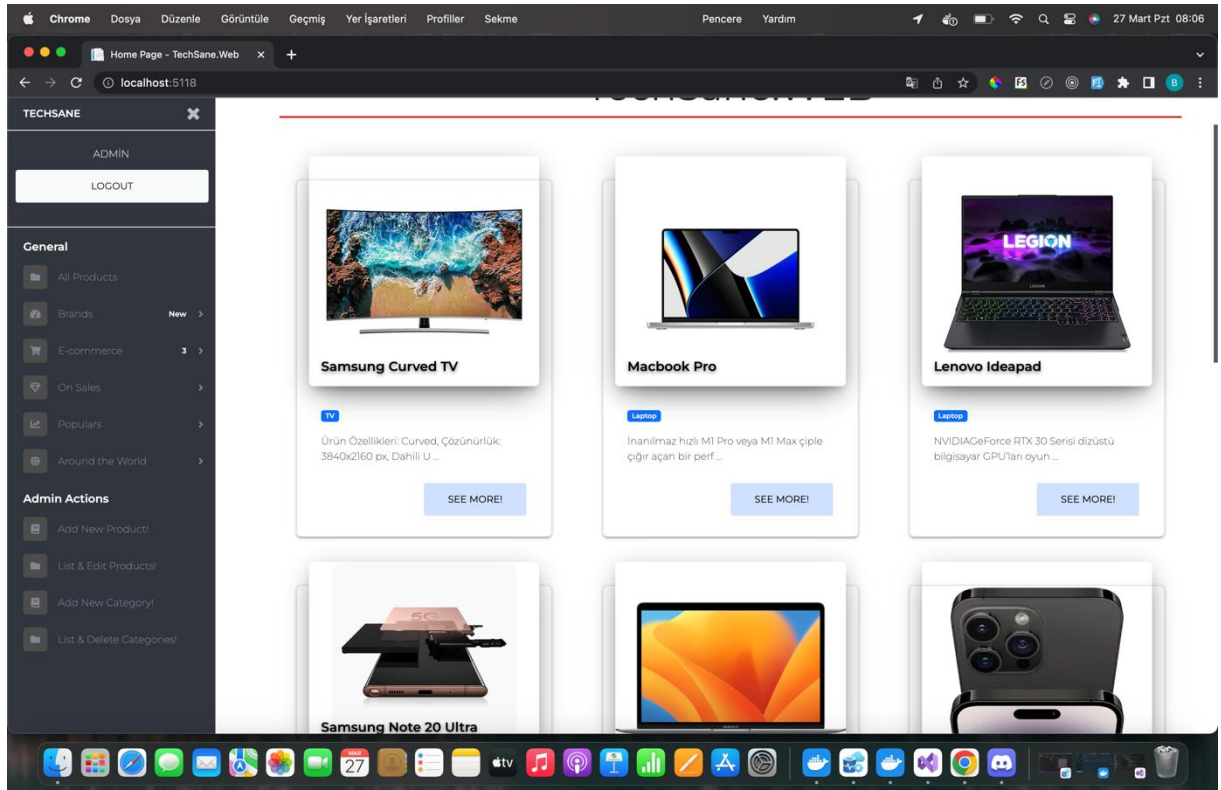 Chrome Dosya Düzenle Görüntüle Geçmiş Yer İşaretleri Profiller Sekme Pencere Yardım 27 Mart Pzt 08:06
Home Page - TechSane.Web
localhost:5118
TECHSANE
TechSane.WEB
ADMİN
LOGOUT
General
All Products
Brands New
E-commerce 3
On Sales
Populars
Around the World
Admin Actions
Add New Product!
List & Edit Products!
Add New Category!
List & Delete Categories!
Samsung Curved TV
TV
Ürün Özellikleri: Curved, Çözünürlük:
3840x2160 px, Dahili U ...
SEE MORE!
Macbook Pro
Laptop
İnanılmaz hızlı M1 Pro veya M1 Max çiple
çığır açan bir perf ...
SEE MORE!
LEGION
Lenovo Ideapad
Laptop
NVIDIAGeForce RTX 30 Serisi dizüstü
bilgisayar GPU'ları oyun ...
SEE MORE!
5G
Samsung Note 20 Ultra
MAR
27
tv